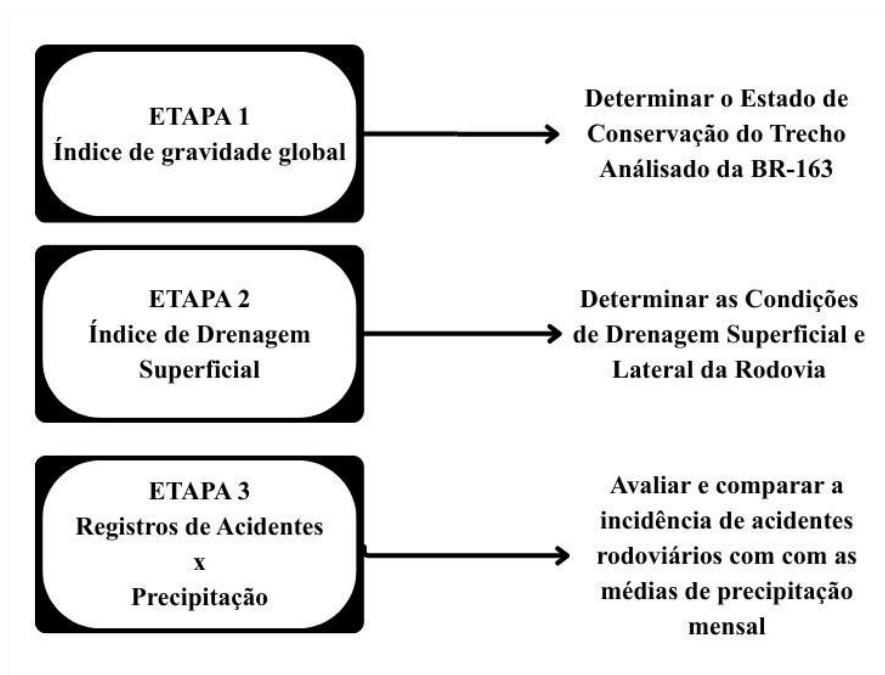 ETAPA 1
Índice de gravidade global
Determinar o Estado de
Conservação do Trecho
Análisado da BR-163
ETAPA 2
Índice de Drenagem
Superficial
Determinar as Condições
de Drenagem Superficial e
Lateral da Rodovia
ETAPA 3
Registros de Acidentes
x
Precipitação
Avaliar e comparar a
incidência de acidentes
rodoviários com com as
médias de precipitação
mensal